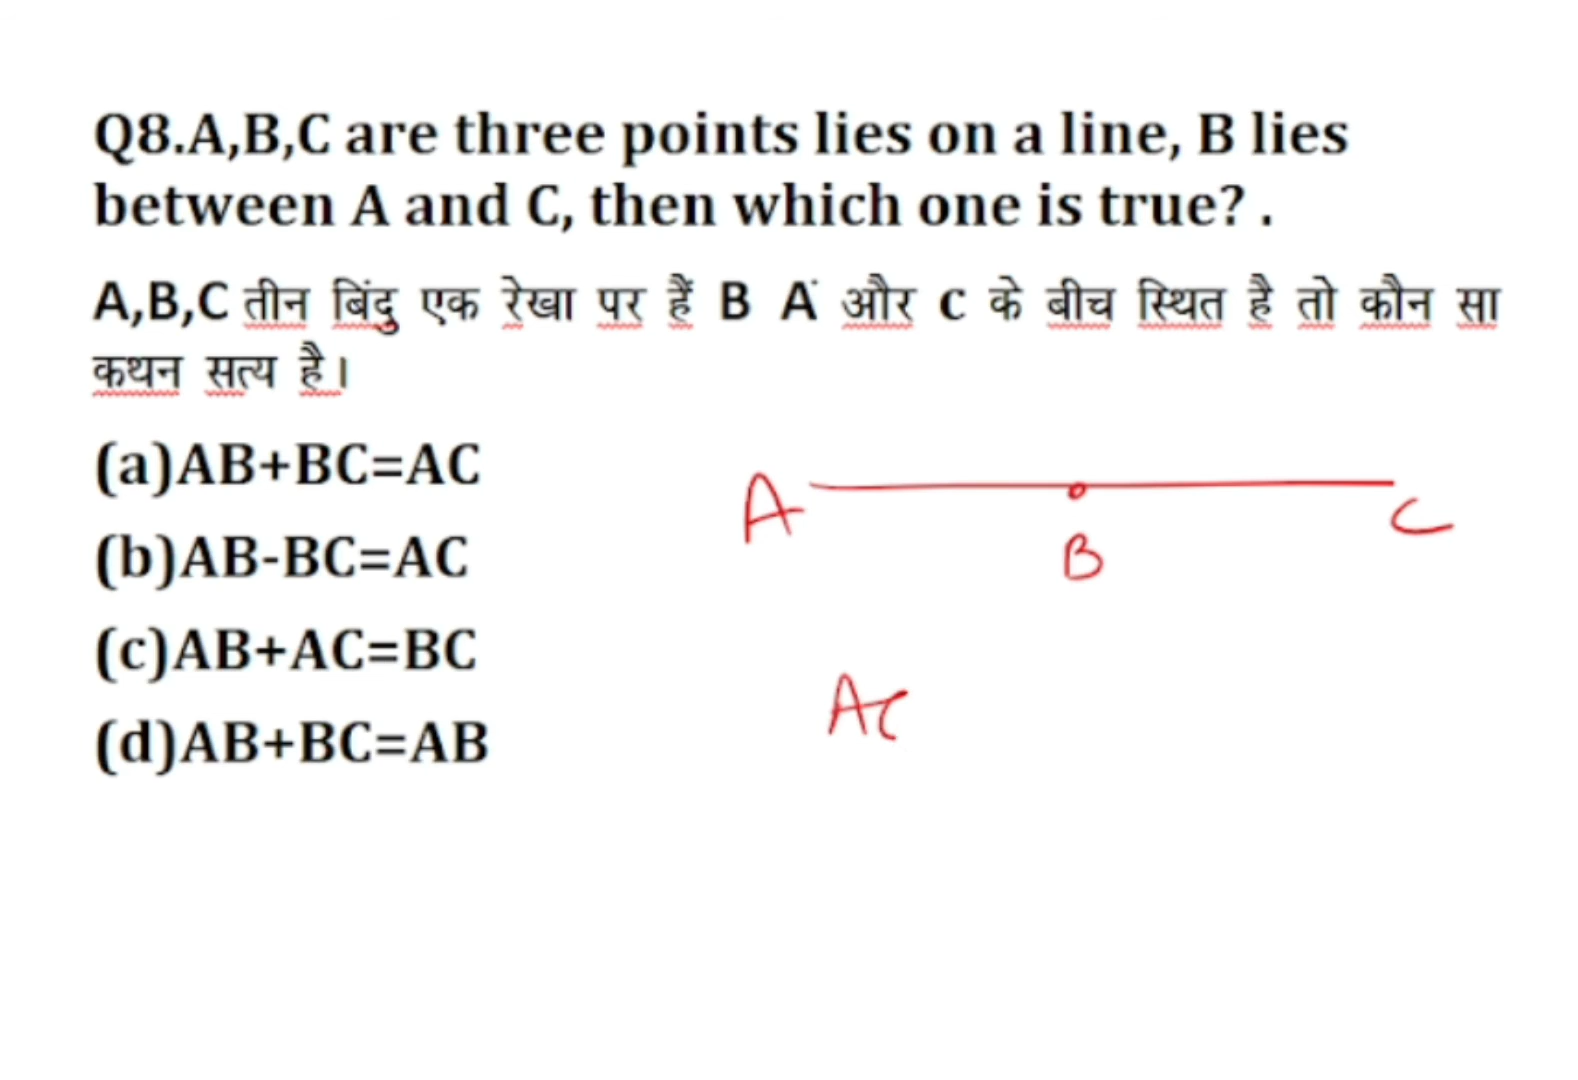 Q8.A,B,C are three points lies on a line, B lies
between A and C, then which one is true? .
A,B,C तीन बिंदु एक रेखा पर हैं B A और c के बीच स्थित है तो कौन सा
कथन सत्य है।
(a)AB+BC=AC
(b)AB-BC=AC
(c)AB+AC=BC
(d)AB+BC=AB
A
B
C
AC